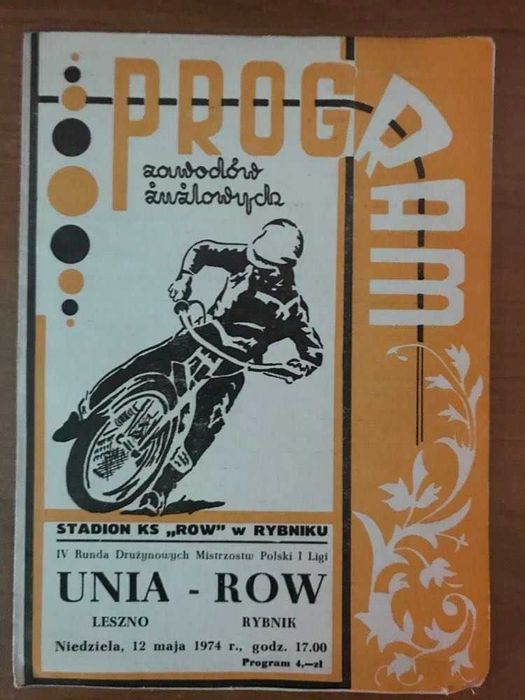 PROGRAM
zawodów
żużlowych
STADION KS „ROW" w RYBNIKU
IV Runda Drużynowych Mistrzostw Polski I Ligi
UNIA - ROW
LESZNO RYBNIK
Niedziela, 12 maja 1974 r., godz. 17.00
Program 4,—zł